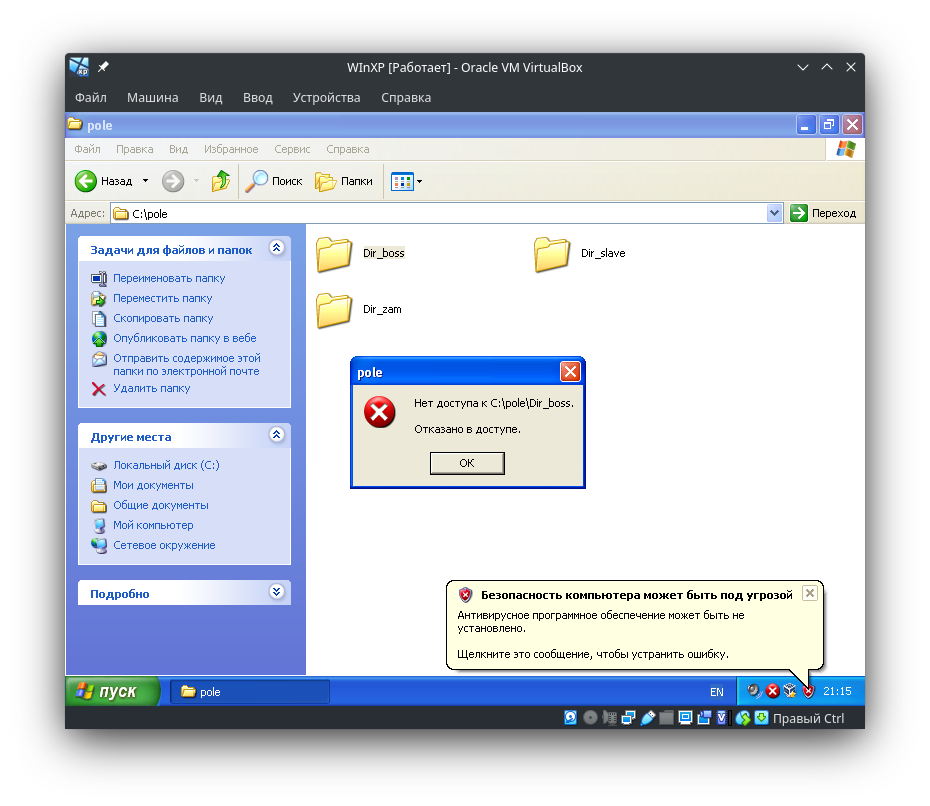 WInXP [Работает] - Oracle VM VirtualBox
Файл Машина Вид Ввод Устройства Справка
pole
Файл Правка Вид Избранное Сервис Справка
Назад Поиск Папки
Адрес: C:\pole Переход
Задачи для файлов и папок
Переименовать папку
Переместить папку
Скопировать папку
Опубликовать папку в вебе
Отправить содержимое этой
папки по электронной почте
Удалить папку
Другие места
Локальный диск (C:)
Мои документы
Общие документы
Мой компьютер
Сетевое окружение
Подробно
Dir_boss Dir_slave
Dir_zam
pole
Нет доступа к C:\pole\Dir_boss.
Отказано в доступе.
OK
Безопасность компьютера может быть под угрозой
Антивирусное программное обеспечение может быть не
установлено.
Щелкните это сообщение, чтобы устранить ошибку.
пуск pole EN 21:15
Правый Ctrl